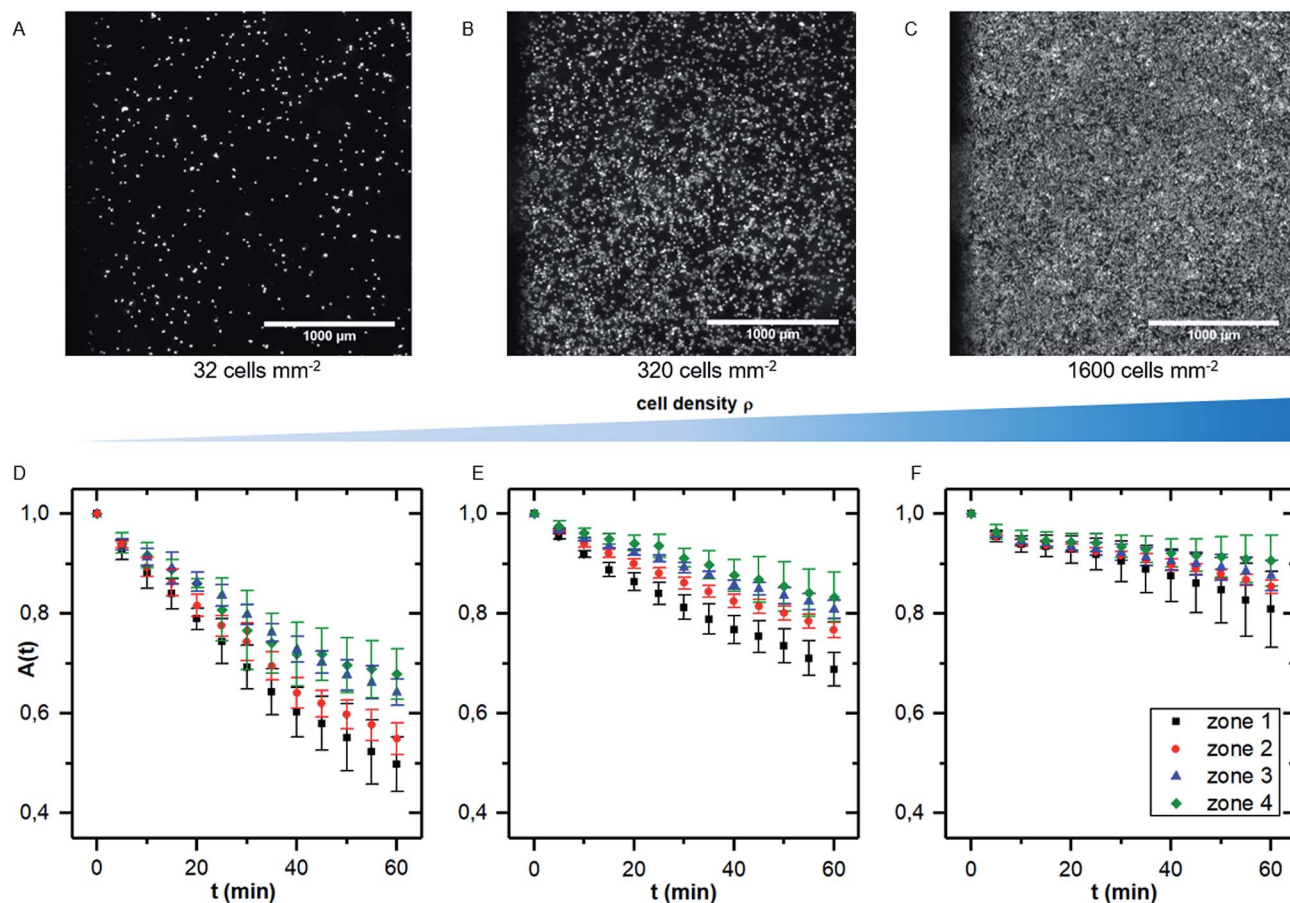 A
B
C
1000 µm
1000 µm
1000 µm
32 cells mm-2
320 cells mm-2
1600 cells mm-2
cell density ρ
D
E
F
1,0
0,8
0,6
0,4
A(t)
0
20
40
60
t (min)
1,0
0,8
0,6
0,4
0
20
40
60
t (min)
1,0
0,8
0,6
0,4
0
20
40
60
t (min)
zone 1
zone 2
zone 3
zone 4